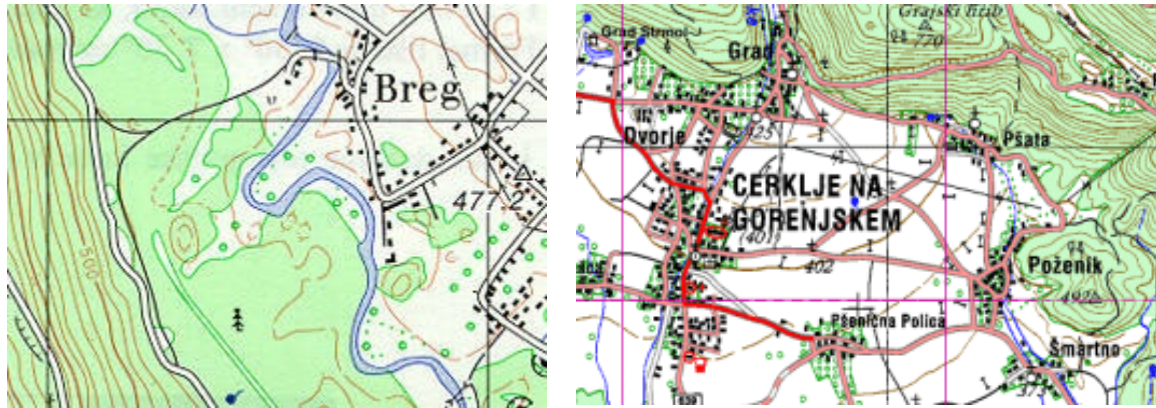 Breg
477·2
500
Grajski hrib
770
Grad Strmol
Grad
Dvorje
425
Pšata
CERKLJE NA
GORENJSKEM
(401)
402
Poženik
492
Pšenična Polica
Šmartno
375